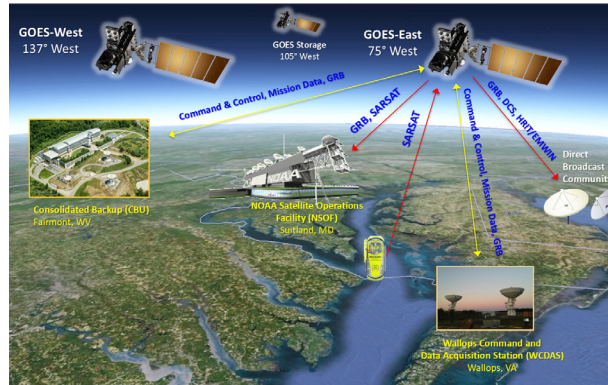 GOES-West
137° West
GOES Storage
105° West
GOES-East
75° West
Command & Control, Mission Data, GRB
GRB, SARSAT
SARSAT
Command & Control, Mission Data, GRB
GRB, DCS, HRIT/EMWIN
Direct
Broadcast
Community
NOAA
Consolidated Backup (CBU)
Fairmont, WV
NOAA Satellite Operations
Facility (NSOF)
Suitland, MD
Wallops Command and
Data Acquisition Station (WCDAS)
Wallops, VA